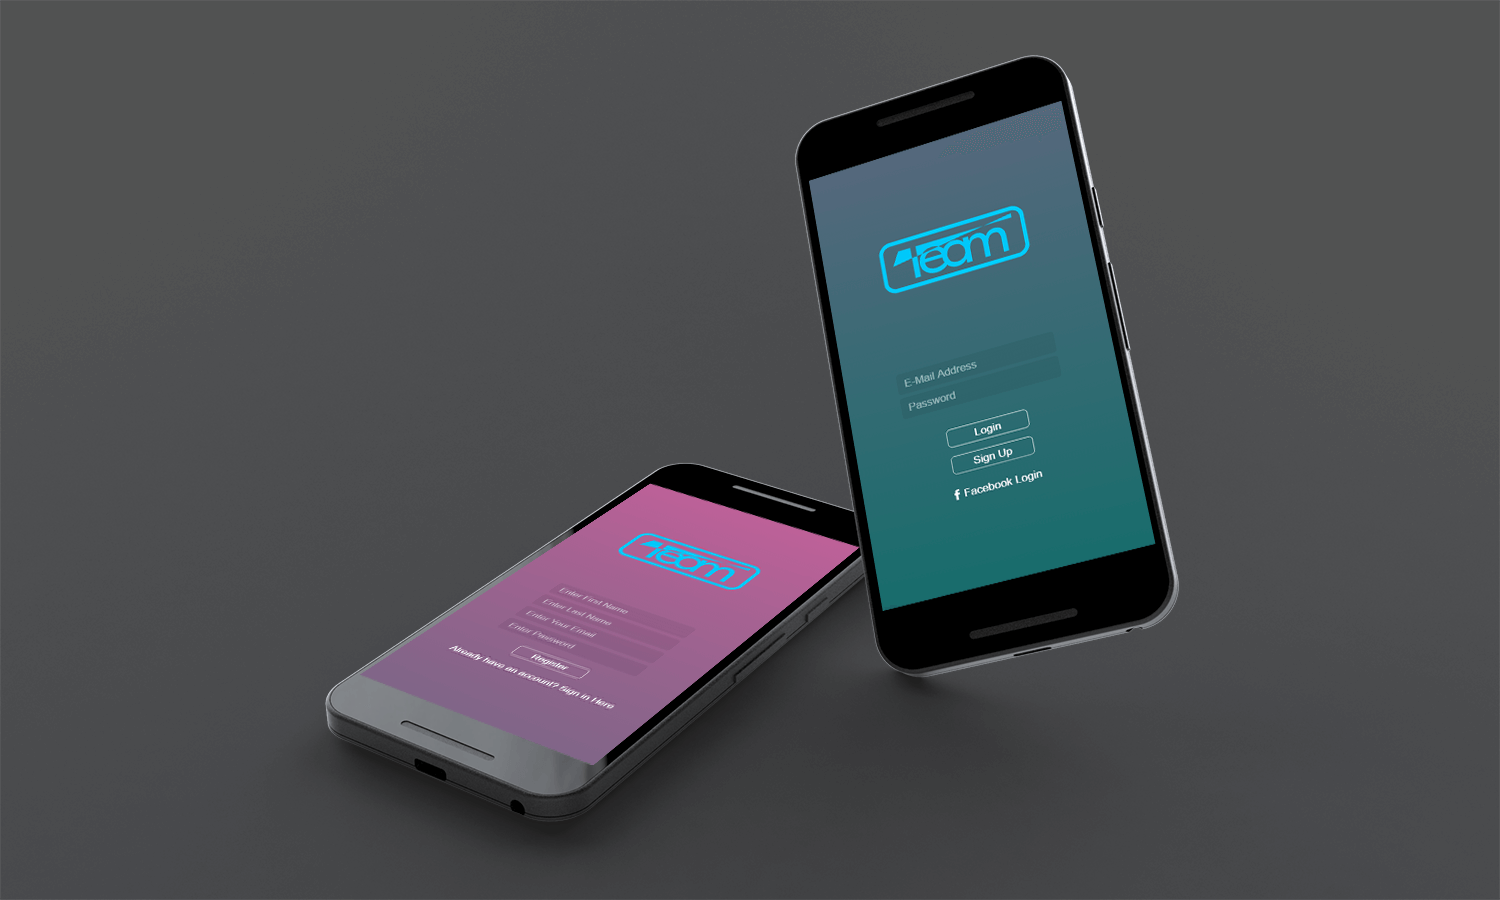 Team
E-Mail Address
Password
Login
Sign Up
f Facebook Login
Team
Enter First Name
Enter Last Name
Enter Your Email
Enter Password
Register
Already have an account? Sign in Here